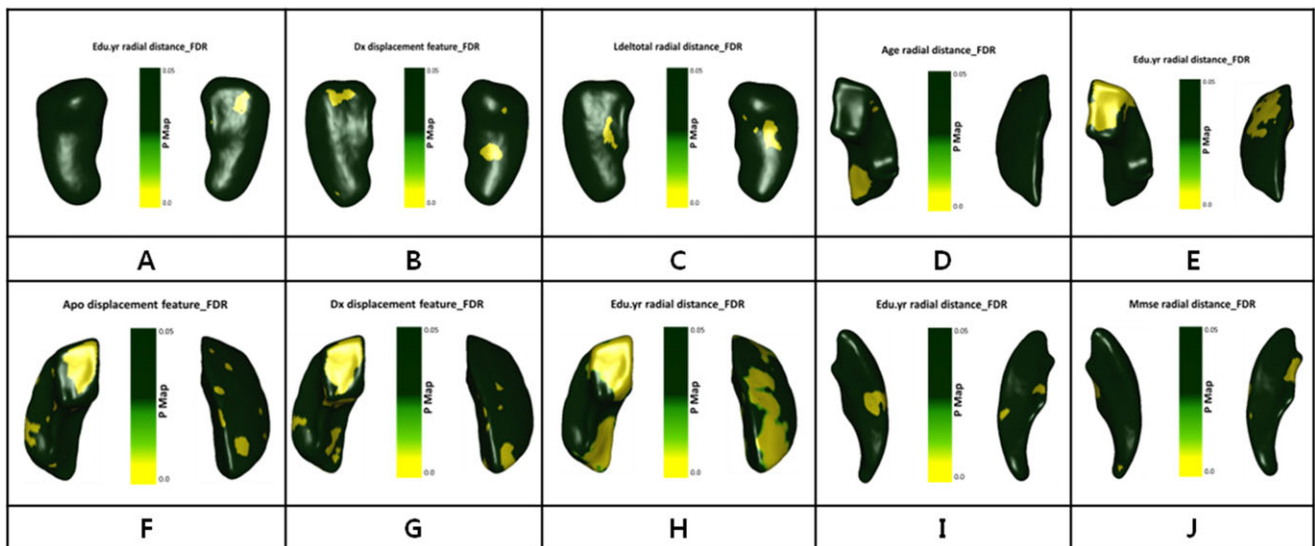 Edu.yr radial distance_FDR
0.05
P Map
0.0
Dx displacement feature_FDR
0.05
P Map
0.0
Ldeltotal radial distance_FDR
0.05
P Map
0.0
Age radial distance_FDR
0.05
P Map
0.0
Edu.yr radial distance_FDR
0.05
P Map
0.0
A
B
C
D
E
Apo displacement feature_FDR
0.05
P Map
0.0
Dx displacement feature_FDR
0.05
P Map
0.0
Edu.yr radial distance_FDR
0.05
P Map
0.0
Edu.yr radial distance_FDR
0.05
P Map
0.0
Mmse radial distance_FDR
0.05
P Map
0.0
F
G
H
I
J